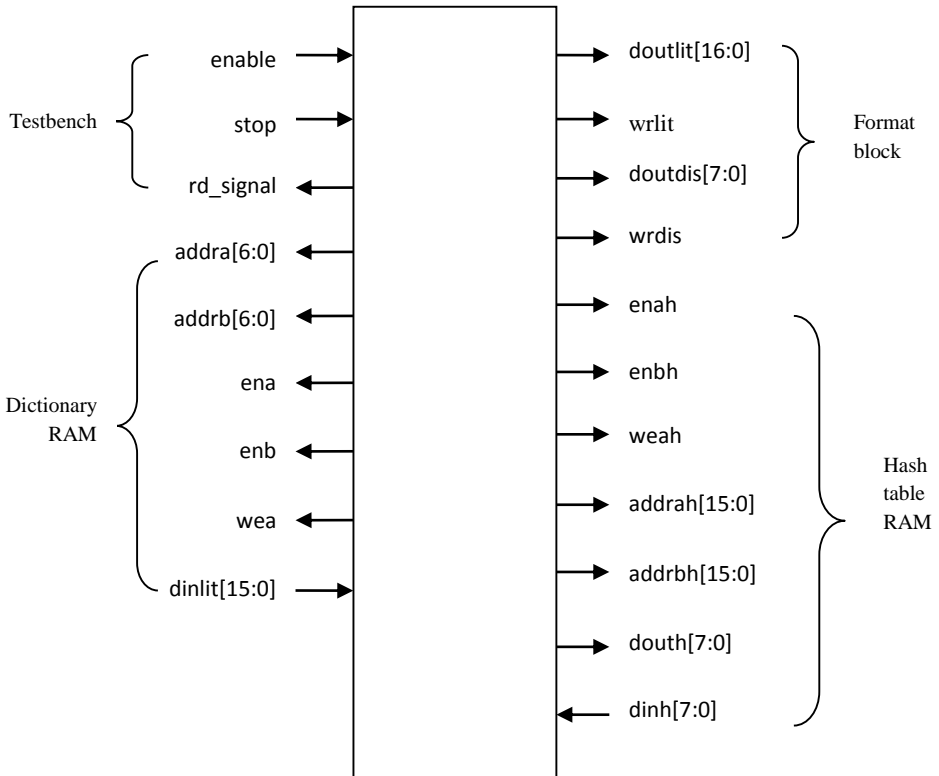 Testbench
enable
stop
rd_signal
Dictionary
RAM
addra[6:0]
addrb[6:0]
ena
enb
wea
dinlit[15:0]
doutlit[16:0]
wrlit
doutdis[7:0]
wrdis
Format
block
enah
enbh
weah
addrah[15:0]
addrbh[15:0]
douth[7:0]
dinh[7:0]
Hash
table
RAM